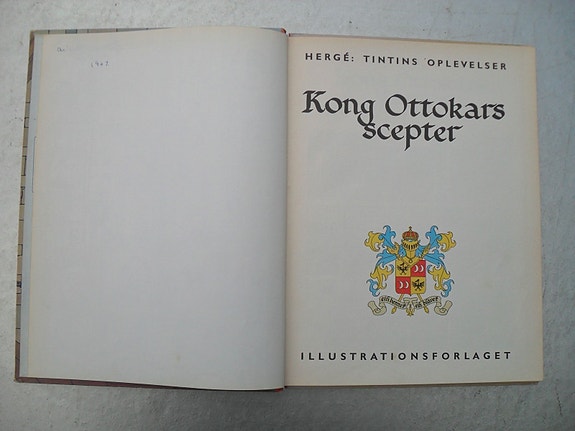 HERGÉ: TINTINS OPLEVELSER
Kong Ottokars
scepter
ILLUSTRATIONSFORLAGET